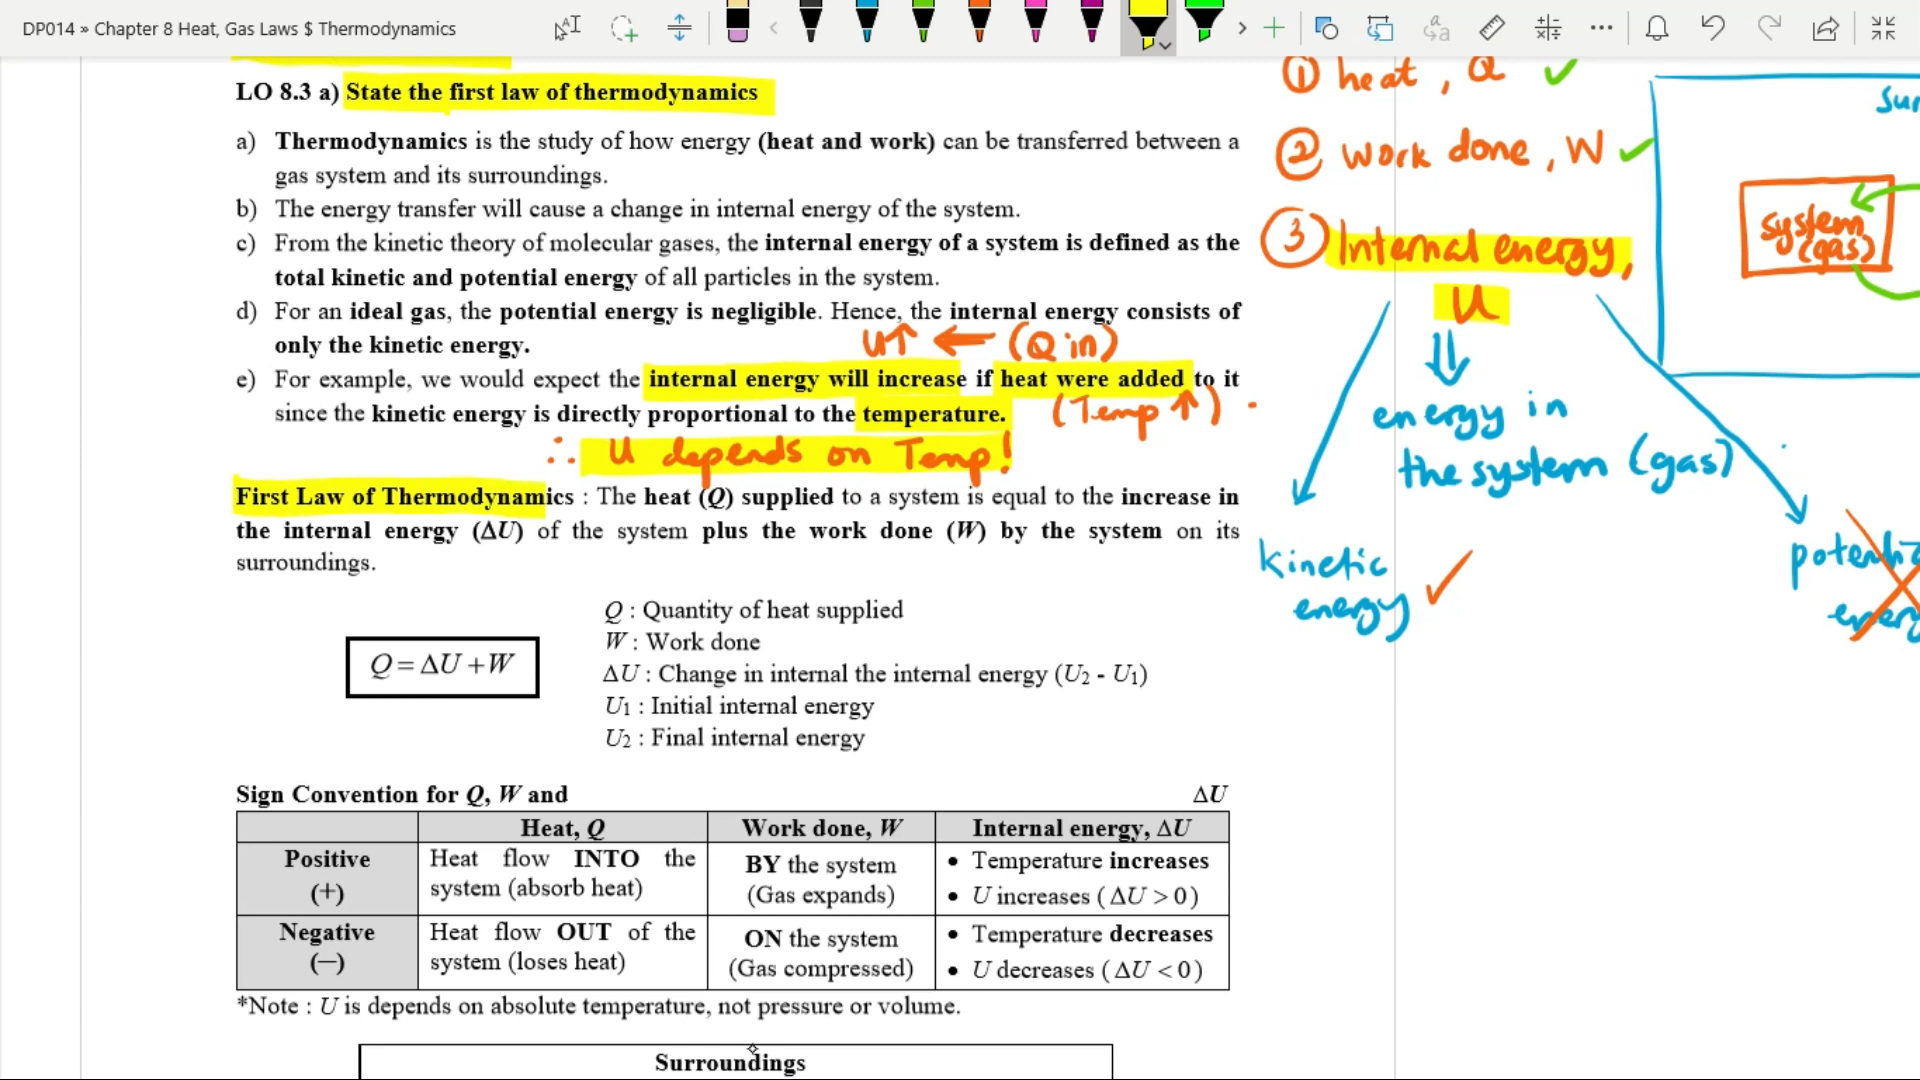 DP014 » Chapter 8 Heat, Gas Laws $ Thermodynamics
LO 8.3 a) State the first law of thermodynamics
a) Thermodynamics is the study of how energy (heat and work) can be transferred between a
gas system and its surroundings.
b) The energy transfer will cause a change in internal energy of the system.
c) From the kinetic theory of molecular gases, the internal energy of a system is defined as the
total kinetic and potential energy of all particles in the system.
d) For an ideal gas, the potential energy is negligible. Hence, the internal energy consists of
only the kinetic energy.
U↑ ← (Q in)
e) For example, we would expect the internal energy will increase if heat were added to it
since the kinetic energy is directly proportional to the temperature.
(Temp ↑)
∴ U depends on Temp!
First Law of Thermodynamics : The heat (Q) supplied to a system is equal to the increase in
the internal energy (ΔU) of the system plus the work done (W) by the system on its
surroundings.
Q = ΔU + W
Q : Quantity of heat supplied
W : Work done
ΔU : Change in internal the internal energy (U₂ - U₁)
U₁ : Initial internal energy
U₂ : Final internal energy
Sign Convention for Q, W and ΔU
Heat, Q Work done, W Internal energy, ΔU
Positive
(+)
Heat flow INTO the
system (absorb heat)
BY the system
(Gas expands)
• Temperature increases
• U increases (ΔU > 0)
Negative
(—)
Heat flow OUT of the
system (loses heat)
ON the system
(Gas compressed)
• Temperature decreases
• U decreases (ΔU < 0)
*Note : U is depends on absolute temperature, not pressure or volume.
Surroundings
① heat, Q ✓
② work done, W ✓
③ Internal energy,
U
⇓
energy in
the system (gas)
kinetic
energy ✓
system
(gas)